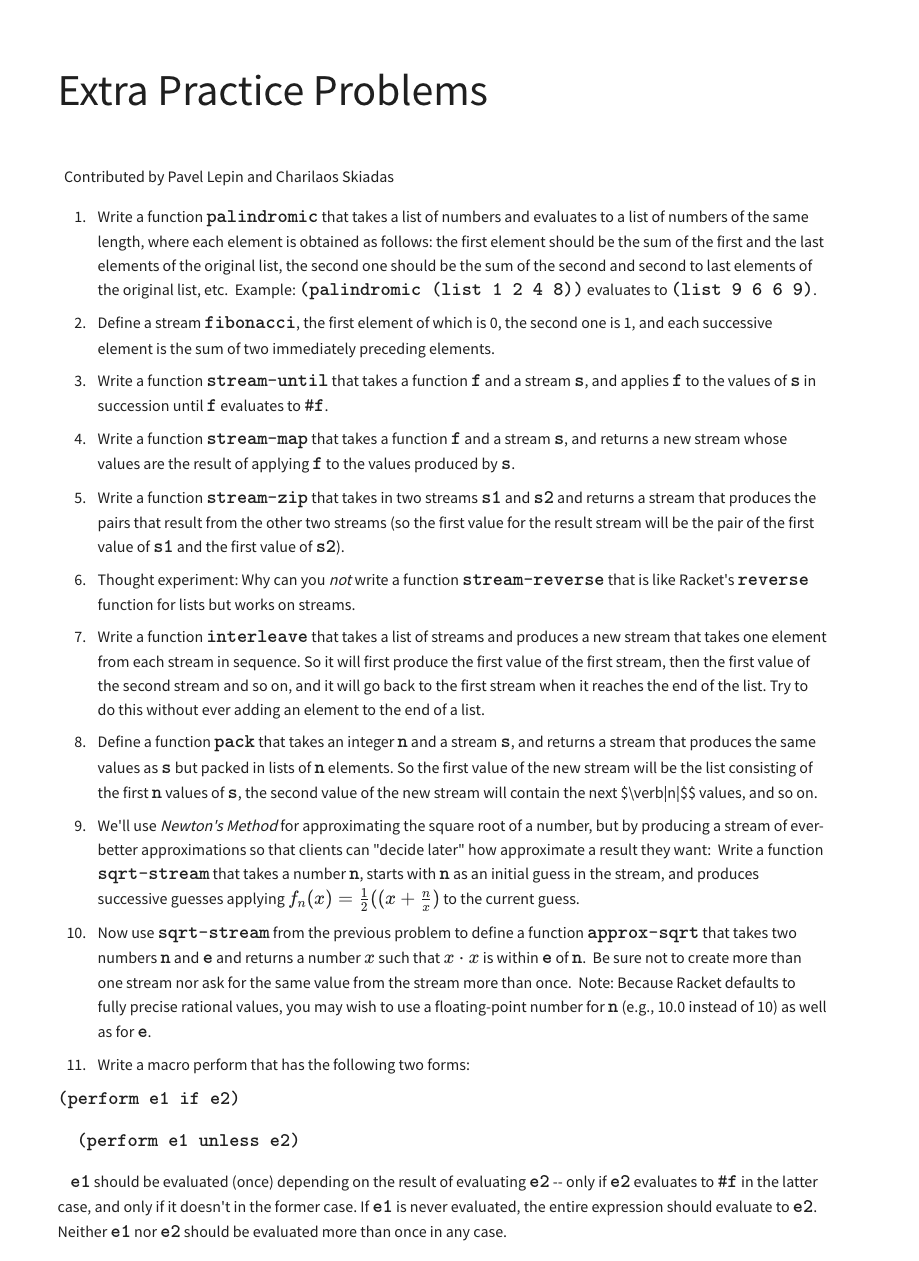 Extra Practice Problems
Contributed by Pavel Lepin and Charilaos Skiadas
1. Write a function palindromic that takes a list of numbers and evaluates to a list of numbers of the same
length, where each element is obtained as follows: the first element should be the sum of the first and the last
elements of the original list, the second one should be the sum of the second and second to last elements of
the original list, etc. Example: (palindromic (list 1 2 4 8)) evaluates to (list 9 6 6 9).
2. Define a stream fibonacci, the first element of which is 0, the second one is 1, and each successive
element is the sum of two immediately preceding elements.
3. Write a function stream-until that takes a function f and a stream s, and applies f to the values of s in
succession until f evaluates to #f.
4. Write a function stream-map that takes a function f and a stream s, and returns a new stream whose
values are the result of applying f to the values produced by s.
5. Write a function stream-zip that takes in two streams s1 and s2 and returns a stream that produces the
pairs that result from the other two streams (so the first value for the result stream will be the pair of the first
value of s1 and the first value of s2).
6. Thought experiment: Why can you not write a function stream-reverse that is like Racket's reverse
function for lists but works on streams.
7. Write a function interleave that takes a list of streams and produces a new stream that takes one element
from each stream in sequence. So it will first produce the first value of the first stream, then the first value of
the second stream and so on, and it will go back to the first stream when it reaches the end of the list. Try to
do this without ever adding an element to the end of a list.
8. Define a function pack that takes an integer n and a stream s, and returns a stream that produces the same
values as s but packed in lists of n elements. So the first value of the new stream will be the list consisting of
the first n values of s, the second value of the new stream will contain the next $\verb|n|$$ values, and so on.
9. We'll use Newton's Method for approximating the square root of a number, but by producing a stream of ever-
better approximations so that clients can "decide later" how approximate a result they want: Write a function
sqrt-stream that takes a number n, starts with n as an initial guess in the stream, and produces
successive guesses applying fₙ(x) = 1/2((x + n/x) to the current guess.
10. Now use sqrt-stream from the previous problem to define a function approx-sqrt that takes two
numbers n and e and returns a number x such that x · x is within e of n. Be sure not to create more than
one stream nor ask for the same value from the stream more than once. Note: Because Racket defaults to
fully precise rational values, you may wish to use a floating-point number for n (e.g., 10.0 instead of 10) as well
as for e.
11. Write a macro perform that has the following two forms:
(perform e1 if e2)
(perform e1 unless e2)
e1 should be evaluated (once) depending on the result of evaluating e2 -- only if e2 evaluates to #f in the latter
case, and only if it doesn't in the former case. If e1 is never evaluated, the entire expression should evaluate to e2.
Neither e1 nor e2 should be evaluated more than once in any case.